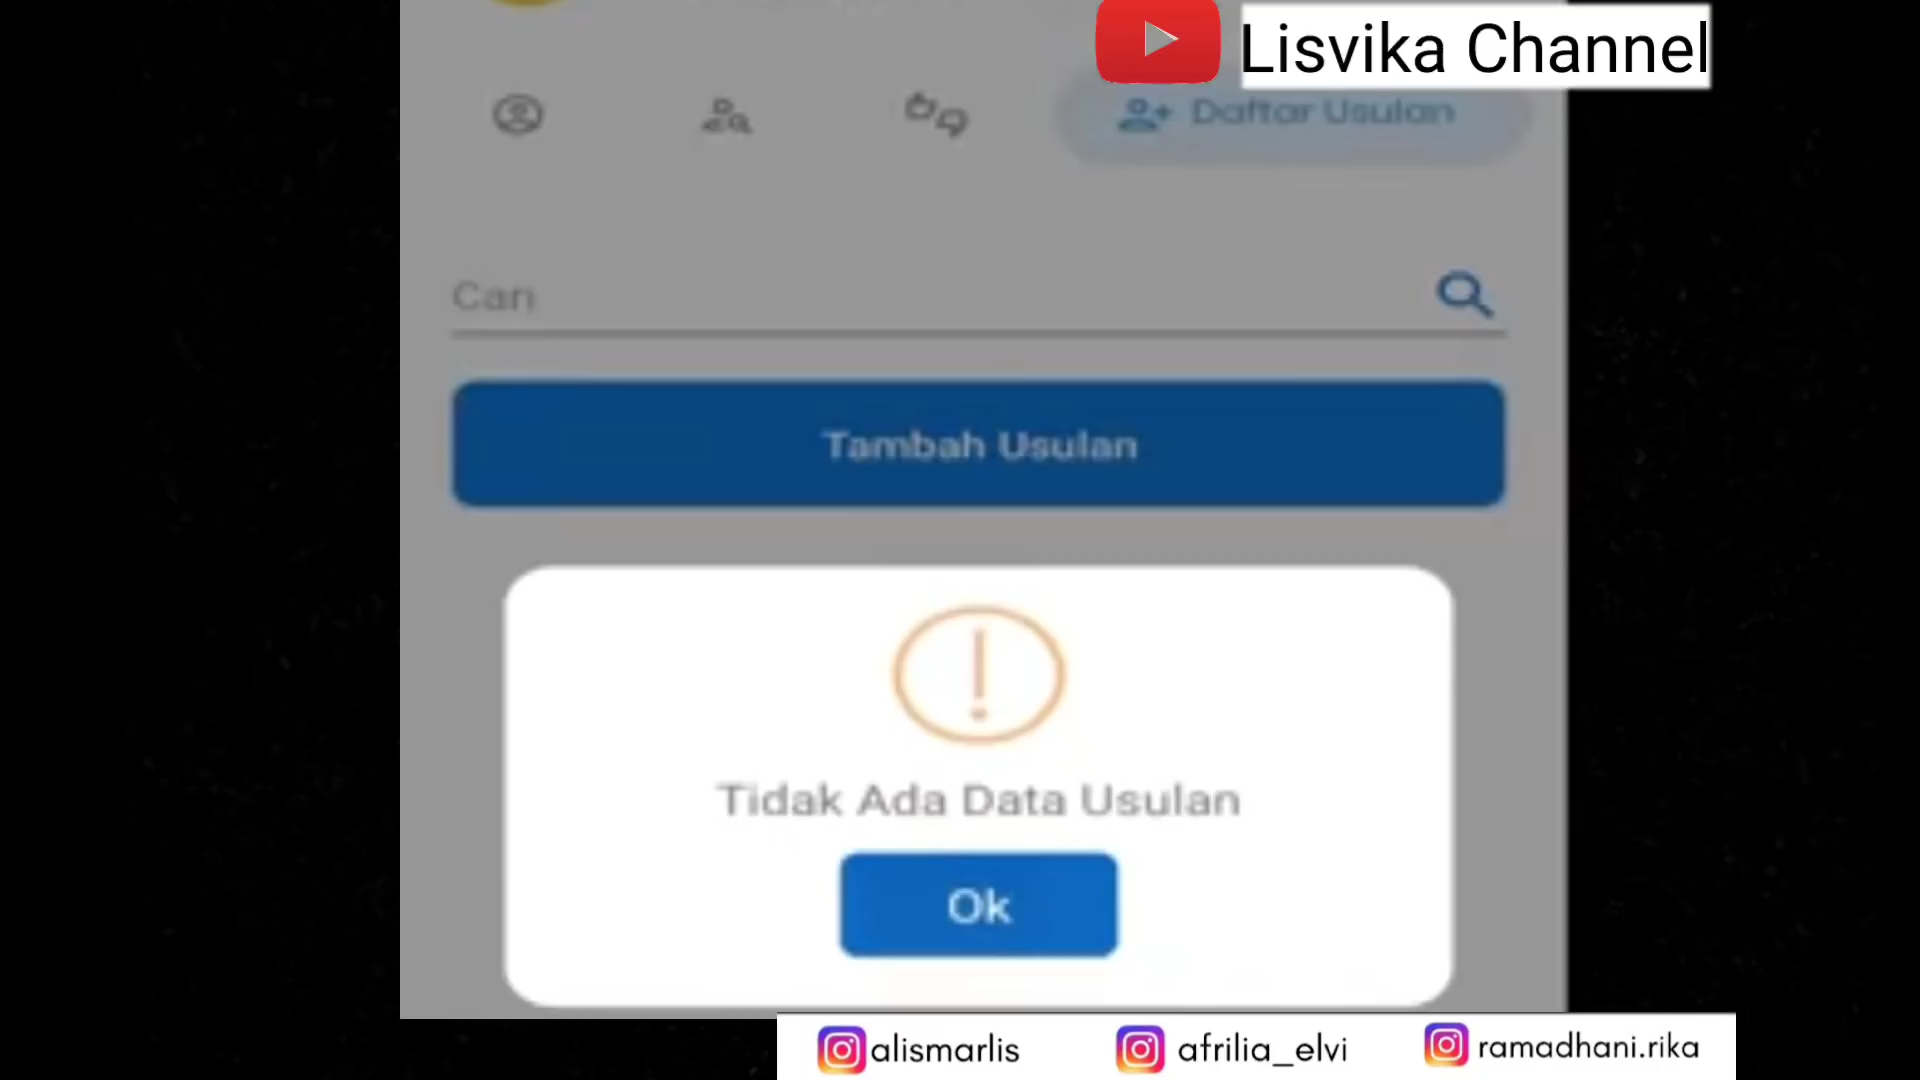 Lisvika Channel
Daftar Usulan
Cari
Tambah Usulan
Tidak Ada Data Usulan
Ok
alismarlis
afrilia_elvi
ramadhani.rika